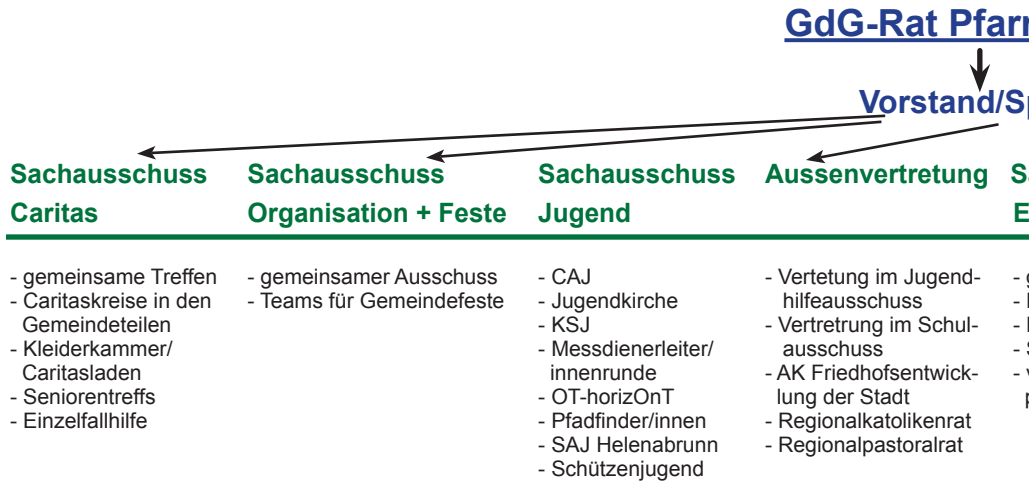 GdG-Rat
Vorstand/
Sachausschuss
Caritas
- gemeinsame Treffen
- Caritaskreise in den
Gemeindeteilen
- Kleiderkammer/
Caritasladen
- Seniorentreffs
- Einzelfallhilfe
Sachausschuss
Organisation + Feste
- gemeinsamer Ausschuss
- Teams für Gemeindefeste
Sachausschuss
Jugend
- CAJ
- Jugendkirche
- KSJ
- Messdienerleiter/
innenrunde
- OT-horizOnT
- Pfadfinder/innen
- SAJ Helenabrunn
- Schützenjugend
Aussenvertretung
- Vertetung im Jugend-
hilfeausschuss
- Vertretrung im Schul-
ausschuss
- AK Friedhofsentwick-
lung der Stadt
- Regionalkatolikenrat
- Regionalpastoralrat